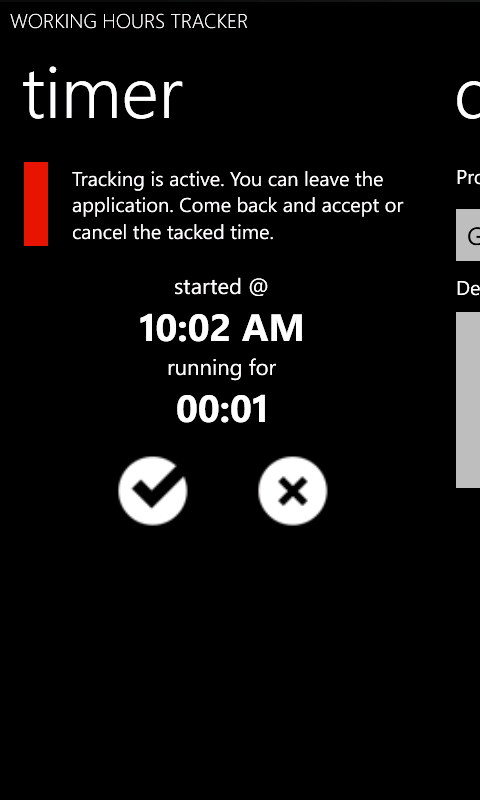 WORKING HOURS TRACKER
timer
Tracking is active. You can leave the
application. Come back and accept or
cancel the tacked time.
started @
10:02 AM
running for
00:01
Pro
G
De